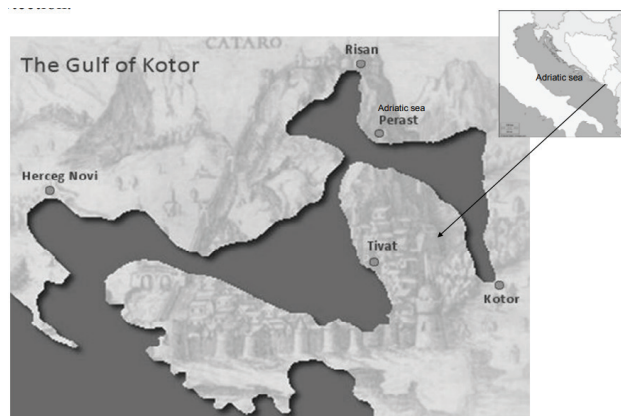 CATARO
The Gulf of Kotor
Risan
Adriatic sea
Perast
Herceg Novi
Tivat
Kotor
Adriatic sea